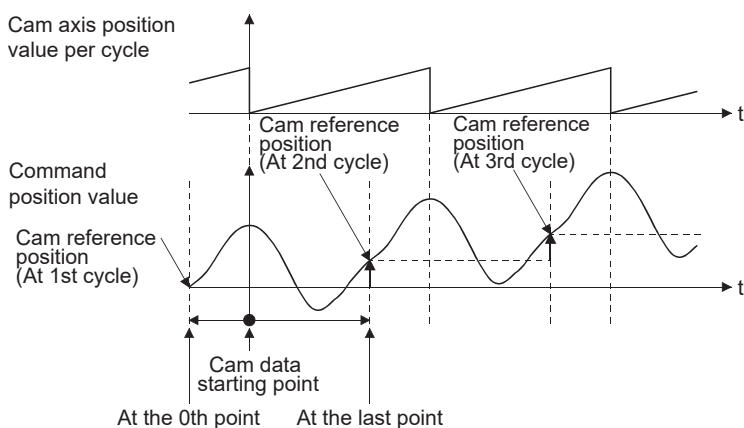 Cam axis position
value per cycle
t
Cam reference
position
(At 2nd cycle)
Cam reference
position
(At 3rd cycle)
Command
position value
Cam reference
position
(At 1st cycle)
t
Cam data
starting point
At the 0th point
At the last point